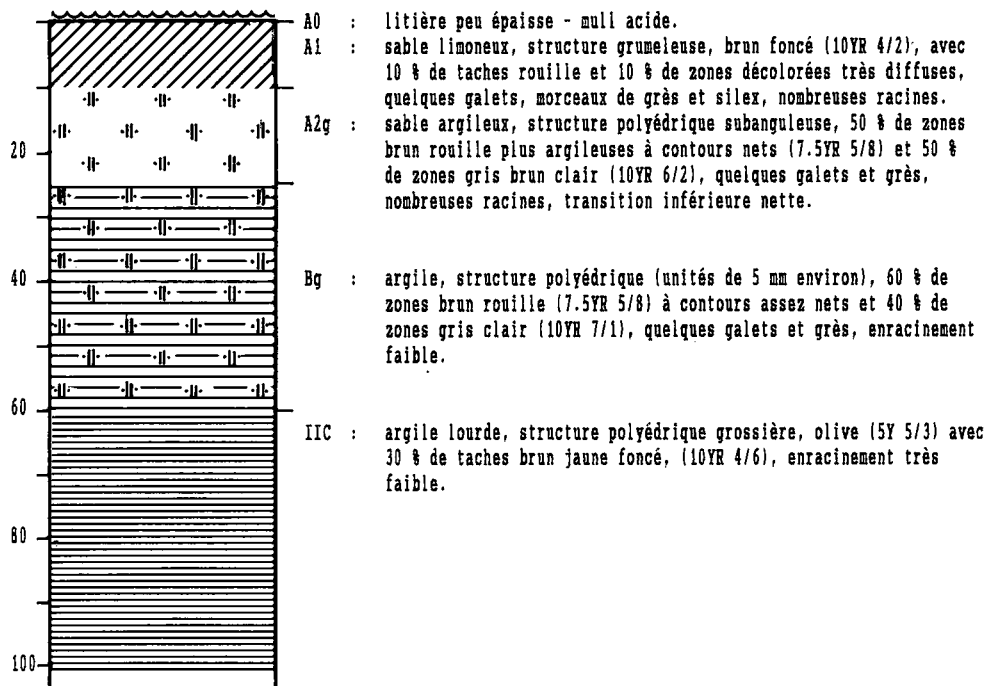 A0 : litière peu épaisse - mull acide.
A1 : sable limoneux, structure grumeleuse, brun foncé (10YR 4/2), avec
10 % de taches rouille et 10 % de zones décolorées très diffuses,
quelques galets, morceaux de grès et silex, nombreuses racines.
A2g : sable argileux, structure polyédrique subanguleuse, 50 % de zones
20
brun rouille plus argileuses à contours nets (7.5YR 5/8) et 50 %
de zones gris brun clair (10YR 6/2), quelques galets et grès,
nombreuses racines, transition inférieure nette.
40
Bg : argile, structure polyédrique (unités de 5 mm environ), 60 % de
zones brun rouille (7.5YR 5/8) à contours assez nets et 40 % de
zones gris clair (10YR 7/1), quelques galets et grès, enracinement
faible.
60
IIC : argile lourde, structure polyédrique grossière, olive (5Y 5/3) avec
30 % de taches brun jaune foncé, (10YR 4/6), enracinement très
faible.
80
100